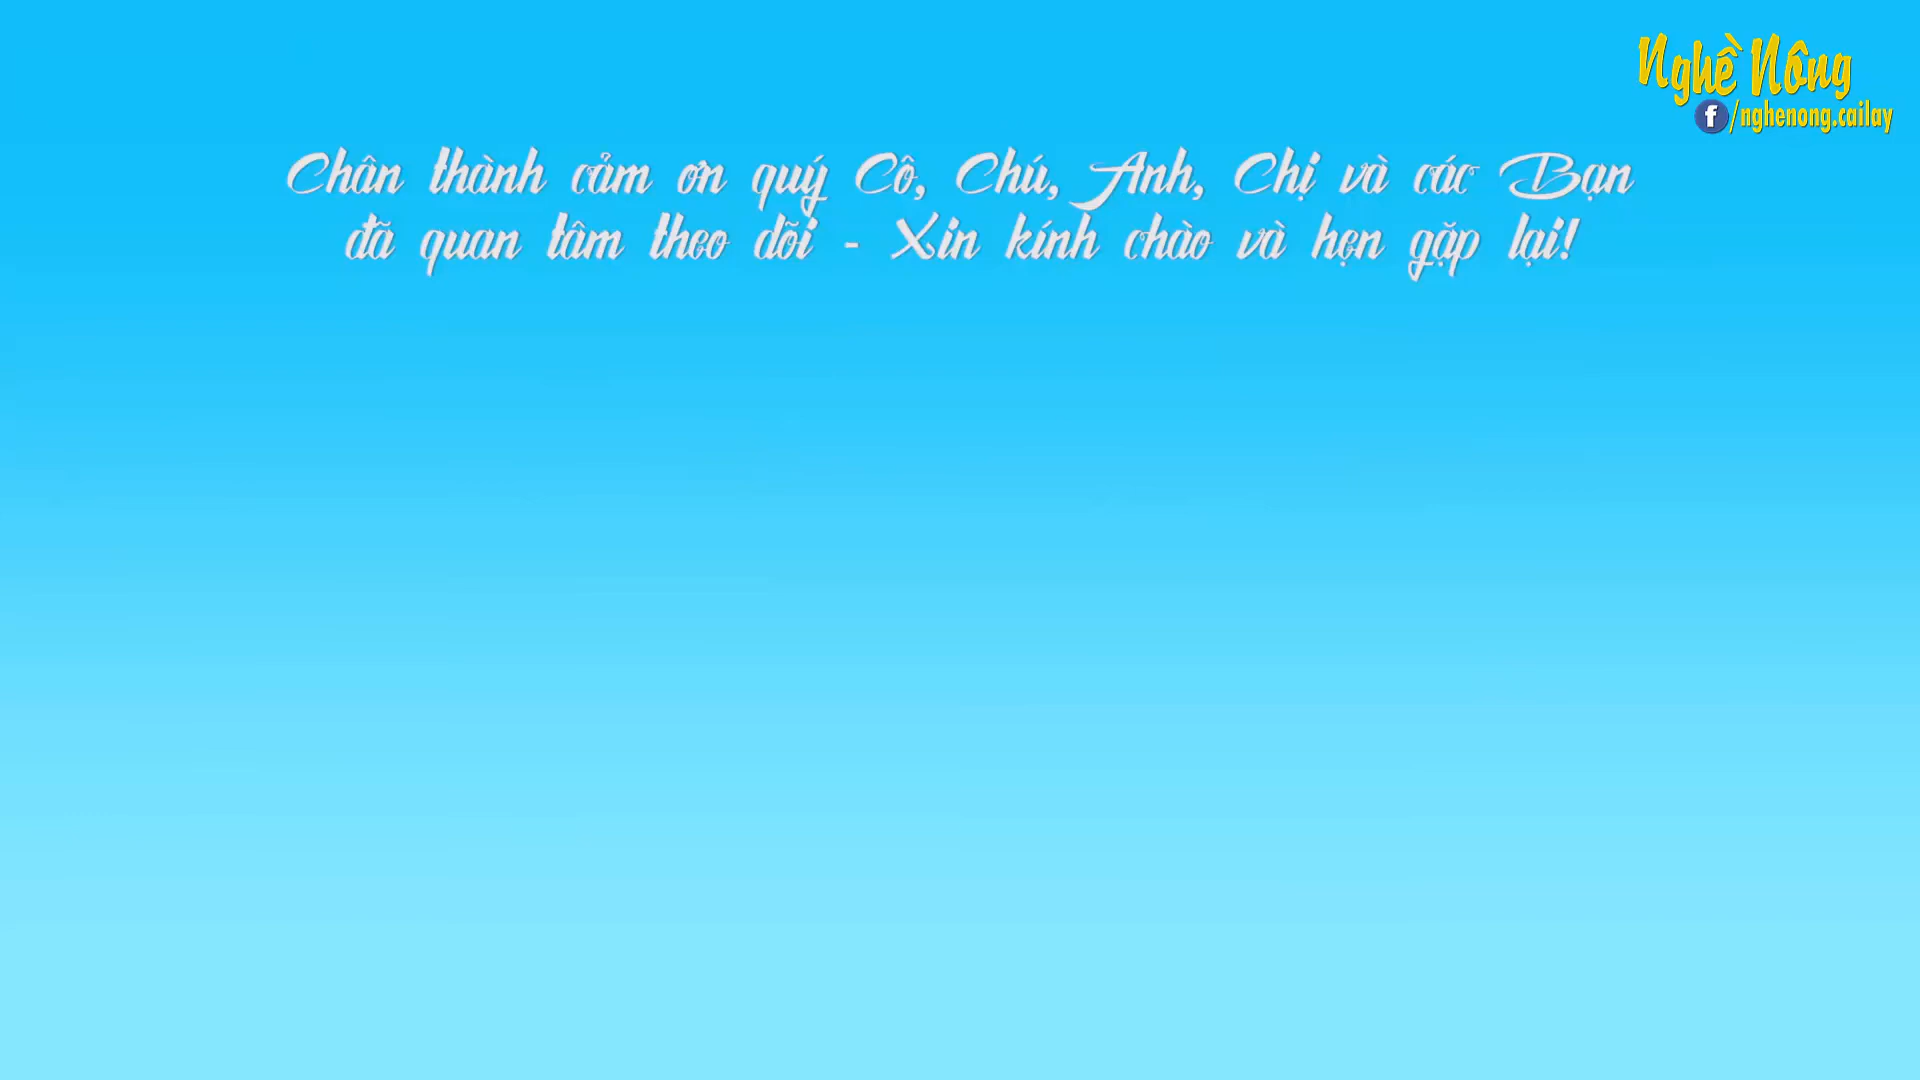 Nghề Nông
f/nghenong.cailay
Chân thành cảm ơn quý Cô, Chú, Anh, Chị và các Bạn
đã quan tâm theo dõi - Xin kính chào và hẹn gặp lại!